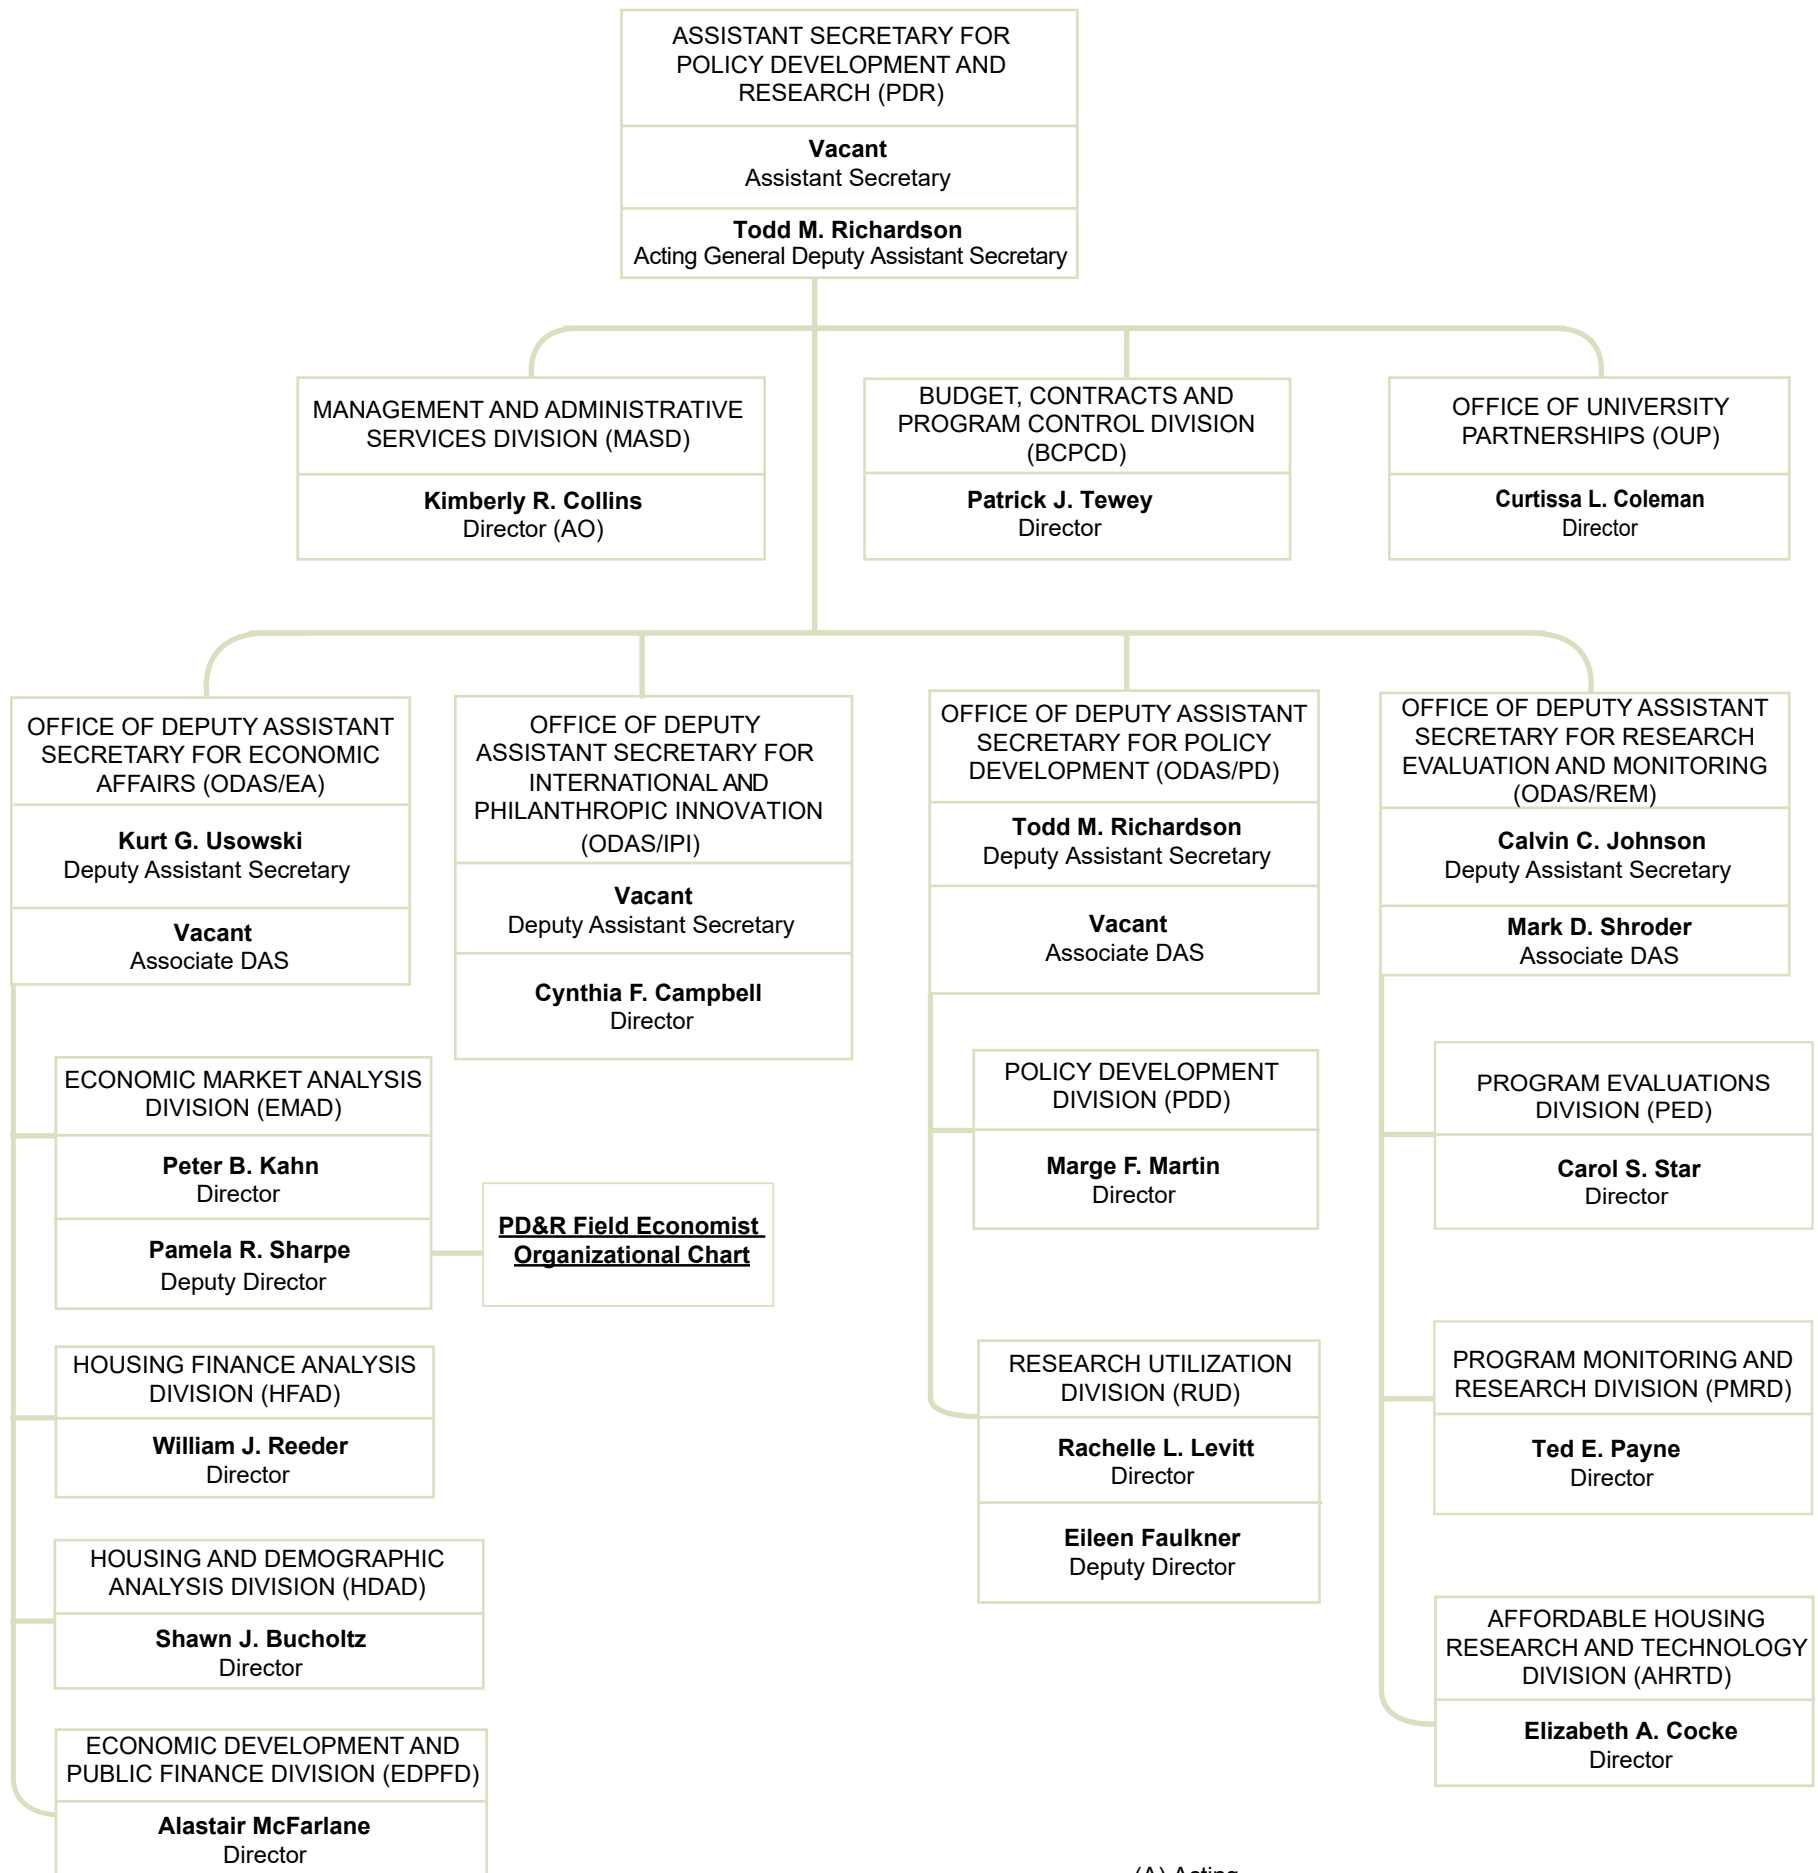 ASSISTANT SECRETARY FOR
POLICY DEVELOPMENT AND
RESEARCH (PDR)
Vacant
Assistant Secretary
Todd M. Richardson
Acting General Deputy Assistant Secretary
MANAGEMENT AND ADMINISTRATIVE
SERVICES DIVISION (MASD)
Kimberly R. Collins
Director (AO)
BUDGET, CONTRACTS AND
PROGRAM CONTROL DIVISION
(BCPCD)
Patrick J. Tewey
Director
OFFICE OF UNIVERSITY
PARTNERSHIPS (OUP)
Curtissa L. Coleman
Director
OFFICE OF DEPUTY ASSISTANT
SECRETARY FOR ECONOMIC
AFFAIRS (ODAS/EA)
Kurt G. Usowski
Deputy Assistant Secretary
Vacant
Associate DAS
ECONOMIC MARKET ANALYSIS
DIVISION (EMAD)
Peter B. Kahn
Director
Pamela R. Sharpe
Deputy Director
PD&R Field Economist
Organizational Chart
HOUSING FINANCE ANALYSIS
DIVISION (HFAD)
William J. Reeder
Director
HOUSING AND DEMOGRAPHIC
ANALYSIS DIVISION (HDAD)
Shawn J. Bucholtz
Director
ECONOMIC DEVELOPMENT AND
PUBLIC FINANCE DIVISION (EDPFD)
Alastair McFarlane
Director
OFFICE OF DEPUTY
ASSISTANT SECRETARY FOR
INTERNATIONAL AND
PHILANTHROPIC INNOVATION
(ODAS/IPI)
Vacant
Deputy Assistant Secretary
Cynthia F. Campbell
Director
OFFICE OF DEPUTY ASSISTANT
SECRETARY FOR POLICY
DEVELOPMENT (ODAS/PD)
Todd M. Richardson
Deputy Assistant Secretary
Vacant
Associate DAS
POLICY DEVELOPMENT
DIVISION (PDD)
Marge F. Martin
Director
RESEARCH UTILIZATION
DIVISION (RUD)
Rachelle L. Levitt
Director
Eileen Faulkner
Deputy Director
OFFICE OF DEPUTY ASSISTANT
SECRETARY FOR RESEARCH
EVALUATION AND MONITORING
(ODAS/REM)
Calvin C. Johnson
Deputy Assistant Secretary
Mark D. Shroder
Associate DAS
PROGRAM EVALUATIONS
DIVISION (PED)
Carol S. Star
Director
PROGRAM MONITORING AND
RESEARCH DIVISION (PMRD)
Ted E. Payne
Director
AFFORDABLE HOUSING
RESEARCH AND TECHNOLOGY
DIVISION (AHRTD)
Elizabeth A. Cocke
Director
(A) Acting